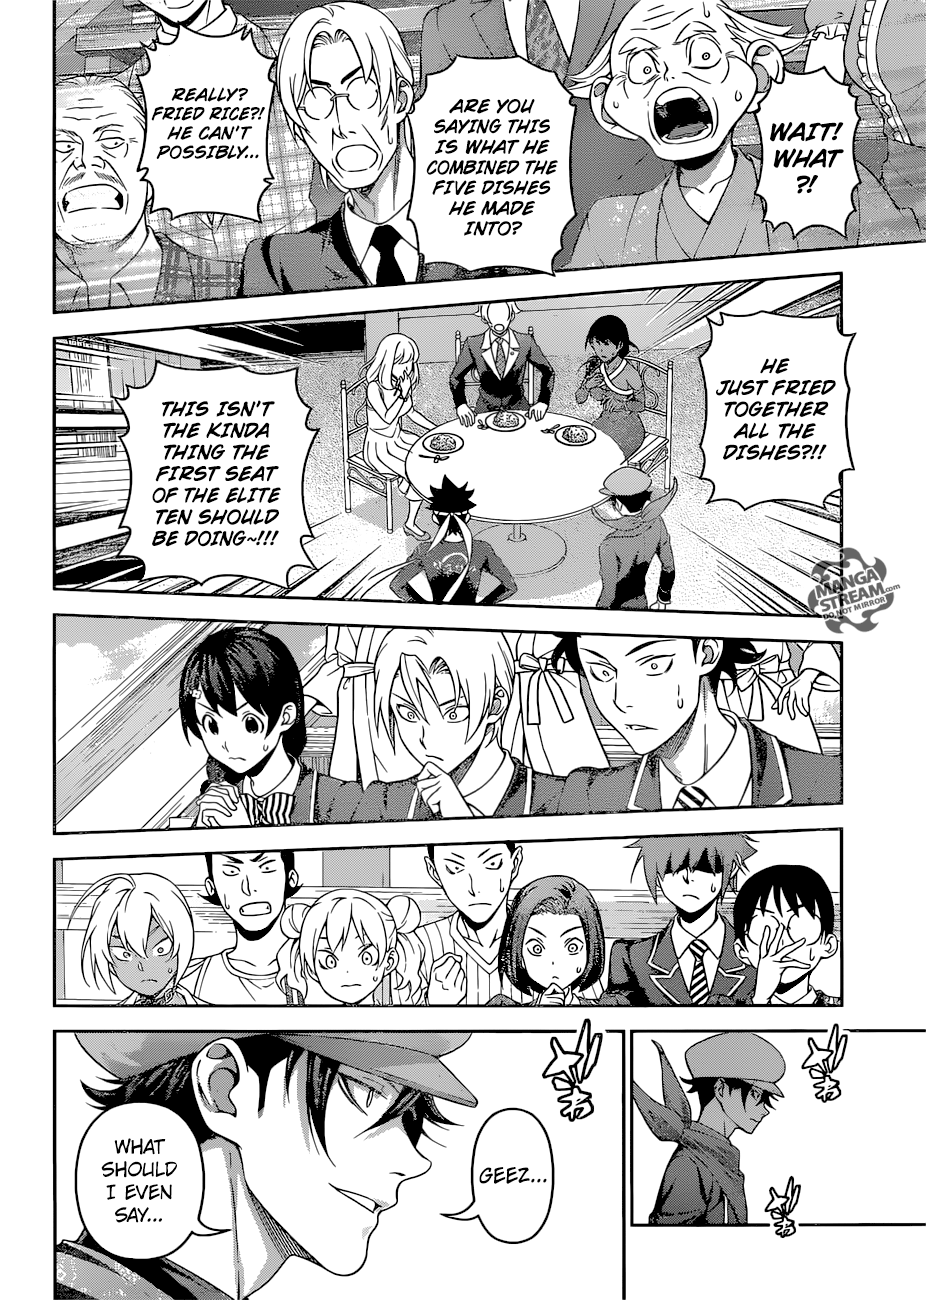 WAIT!
WHAT
?!
ARE YOU
SAYING THIS
IS WHAT HE
COMBINED THE
FIVE DISHES
HE MADE
INTO?
REALLY?
FRIED RICE?!
HE CAN'T
POSSIBLY...
HE
JUST FRIED
TOGETHER
ALL THE
DISHES?!!
THIS ISN'T
THE KINDA
THING THE
FIRST SEAT
OF THE ELITE
TEN SHOULD
BE DOING~!!!
MANGA
STREAM.com
DO NOT MIRROR
GEEZ...
WHAT
SHOULD
I EVEN
SAY...